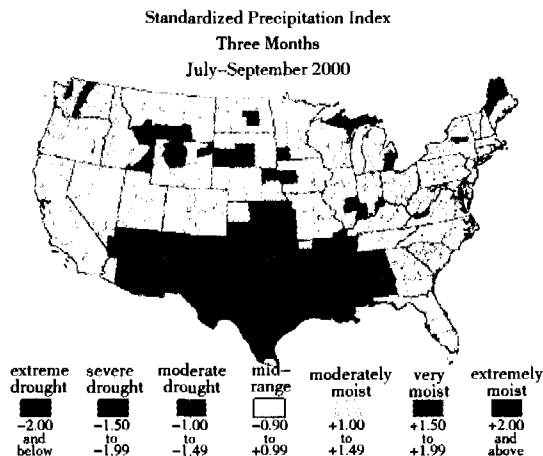 Standardized Precipitation Index
Three Months
July–September 2000
extreme drought
severe drought
moderate drought
mid-range
moderately moist
very moist
extremely moist
−2.00 and below
−1.50 to −1.99
−1.00 to −1.49
−0.90 to +0.99
+1.00 to +1.49
+1.50 to +1.99
+2.00 and above